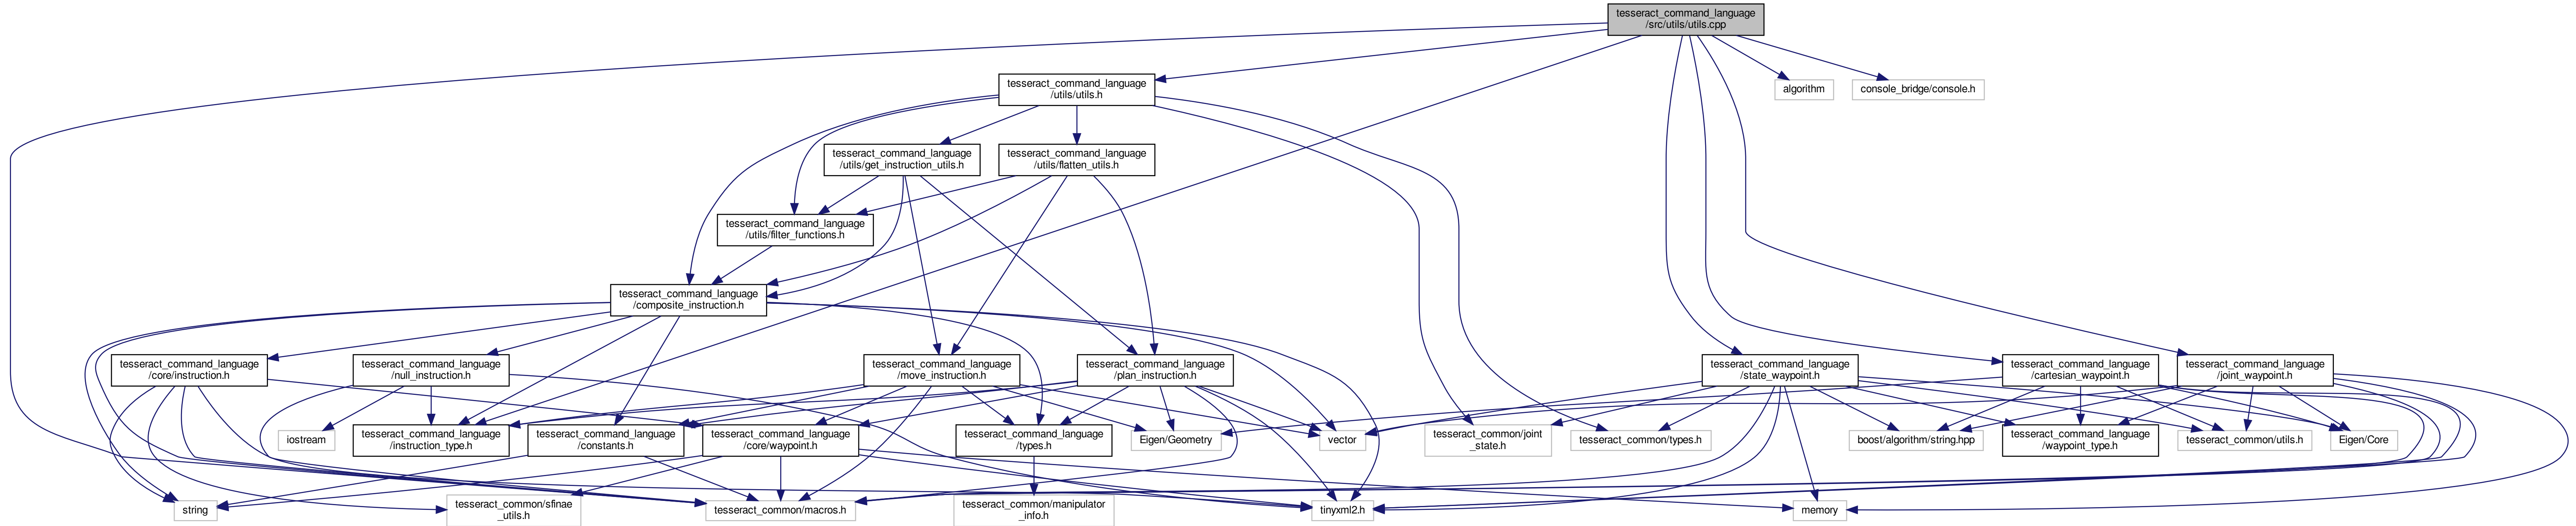 tesseract_command_language
/src/utils/utils.cpp
tesseract_command_language
/utils/utils.h
algorithm
console_bridge/console.h
tesseract_command_language
/utils/get_instruction_utils.h
tesseract_command_language
/utils/flatten_utils.h
tesseract_command_language
/utils/filter_functions.h
tesseract_command_language
/composite_instruction.h
tesseract_command_language
/core/instruction.h
tesseract_command_language
/null_instruction.h
tesseract_command_language
/move_instruction.h
tesseract_command_language
/plan_instruction.h
tesseract_command_language
/state_waypoint.h
tesseract_command_language
/cartesian_waypoint.h
tesseract_command_language
/joint_waypoint.h
iostream
tesseract_command_language
/instruction_type.h
tesseract_command_language
/constants.h
tesseract_command_language
/core/waypoint.h
tesseract_command_language
/types.h
Eigen/Geometry
vector
tesseract_common/joint
_state.h
tesseract_common/types.h
boost/algorithm/string.hpp
tesseract_command_language
/waypoint_type.h
tesseract_common/utils.h
Eigen/Core
string
tesseract_common/sfinae
_utils.h
tesseract_common/macros.h
tesseract_common/manipulator
_info.h
tinyxml2.h
memory